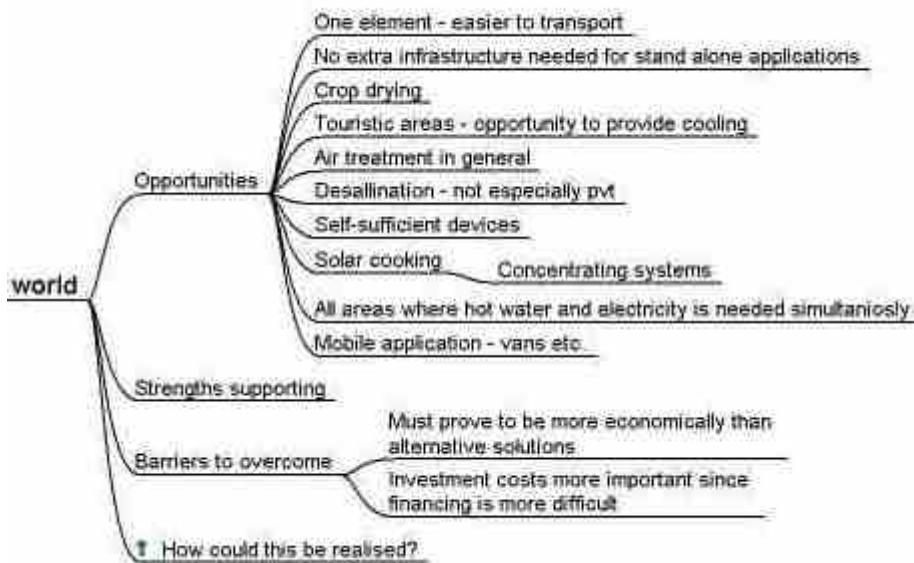 One element - easier to transport
No extra infrastructure needed for stand alone applications
Crop drying
Touristic areas - opportunity to provide cooling
Air treatment in general
Opportunities
Desallination - not especially pvt
Self-sufficient devices
Solar cooking
Concentrating systems
world
All areas where hot water and electricity is needed simultaniosly
Mobile application - vans etc
Strengths supporting
Must prove to be more economically than
alternative solutions
Barriers to overcome
Investment costs more important since
financing is more difficult
How could this be realised?